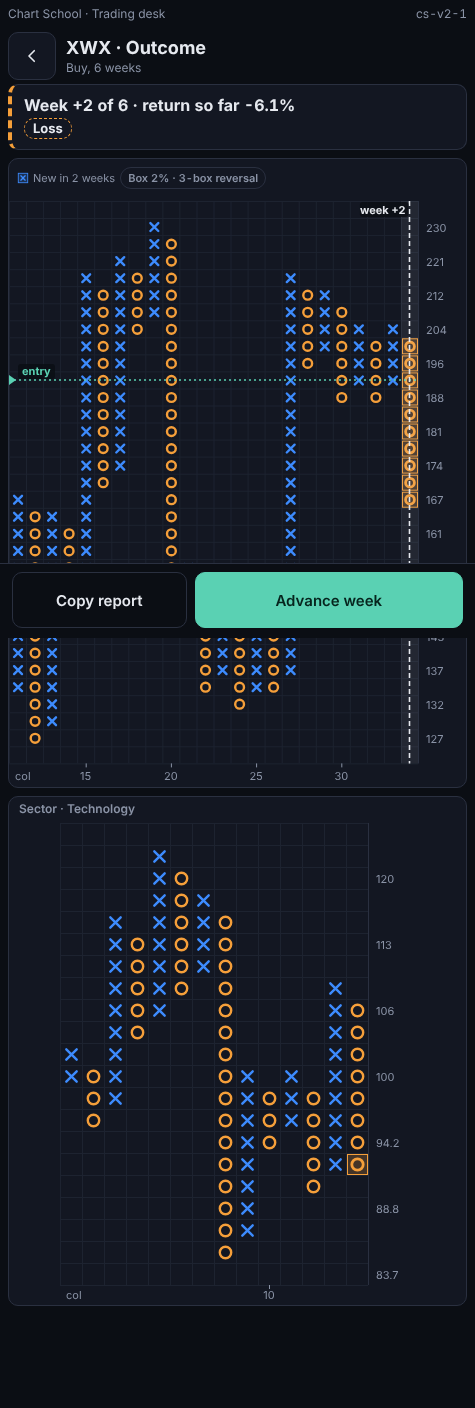 Chart School · Trading desk
cs-v2-1
XWX · Outcome
Buy, 6 weeks
Week +2 of 6 · return so far -6.1%
Loss
New in 2 weeks
Box 2% · 3-box reversal
week +2
230
221
212
204
entry
196
188
181
174
167
161
Copy report
Advance week
137
132
127
col
15
20
25
30
Sector · Technology
120
113
106
100
94.2
88.8
83.7
col
10